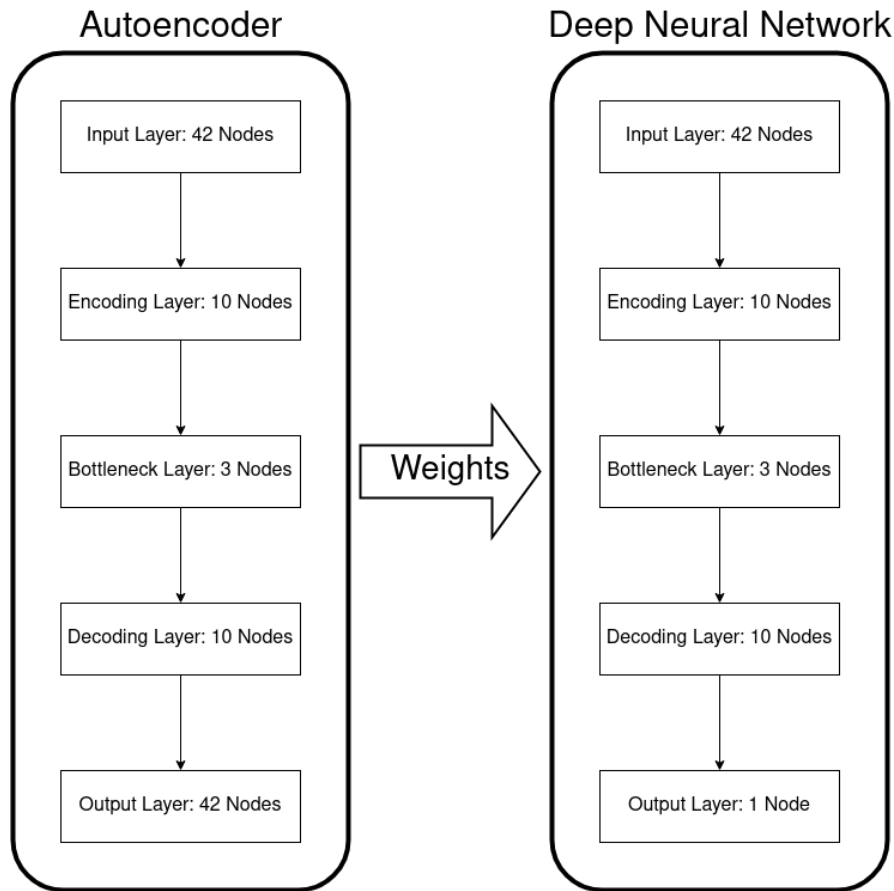 Autoencoder
Input Layer: 42 Nodes
Encoding Layer: 10 Nodes
Bottleneck Layer: 3 Nodes
Decoding Layer: 10 Nodes
Output Layer: 42 Nodes
Weights
Deep Neural Network
Input Layer: 42 Nodes
Encoding Layer: 10 Nodes
Bottleneck Layer: 3 Nodes
Decoding Layer: 10 Nodes
Output Layer: 1 Node